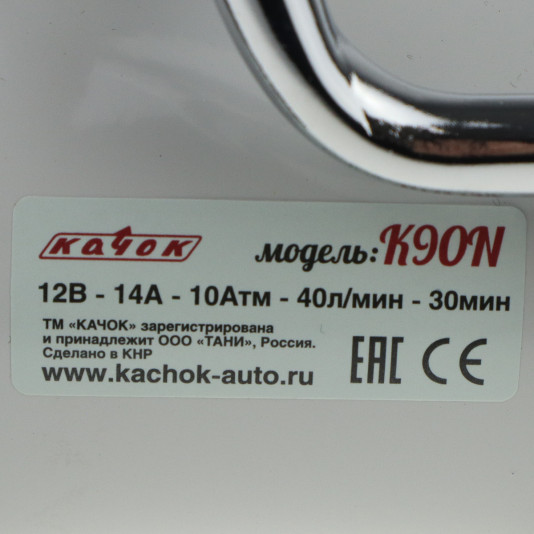 качок модель: K90N
12В - 14А - 10Атм - 40л/мин - 30мин
ТМ «КАЧОК» зарегистрирована
и принадлежит ООО «ТАНИ», Россия.
Сделано в КНР
www.kachok-auto.ru
EAC CE